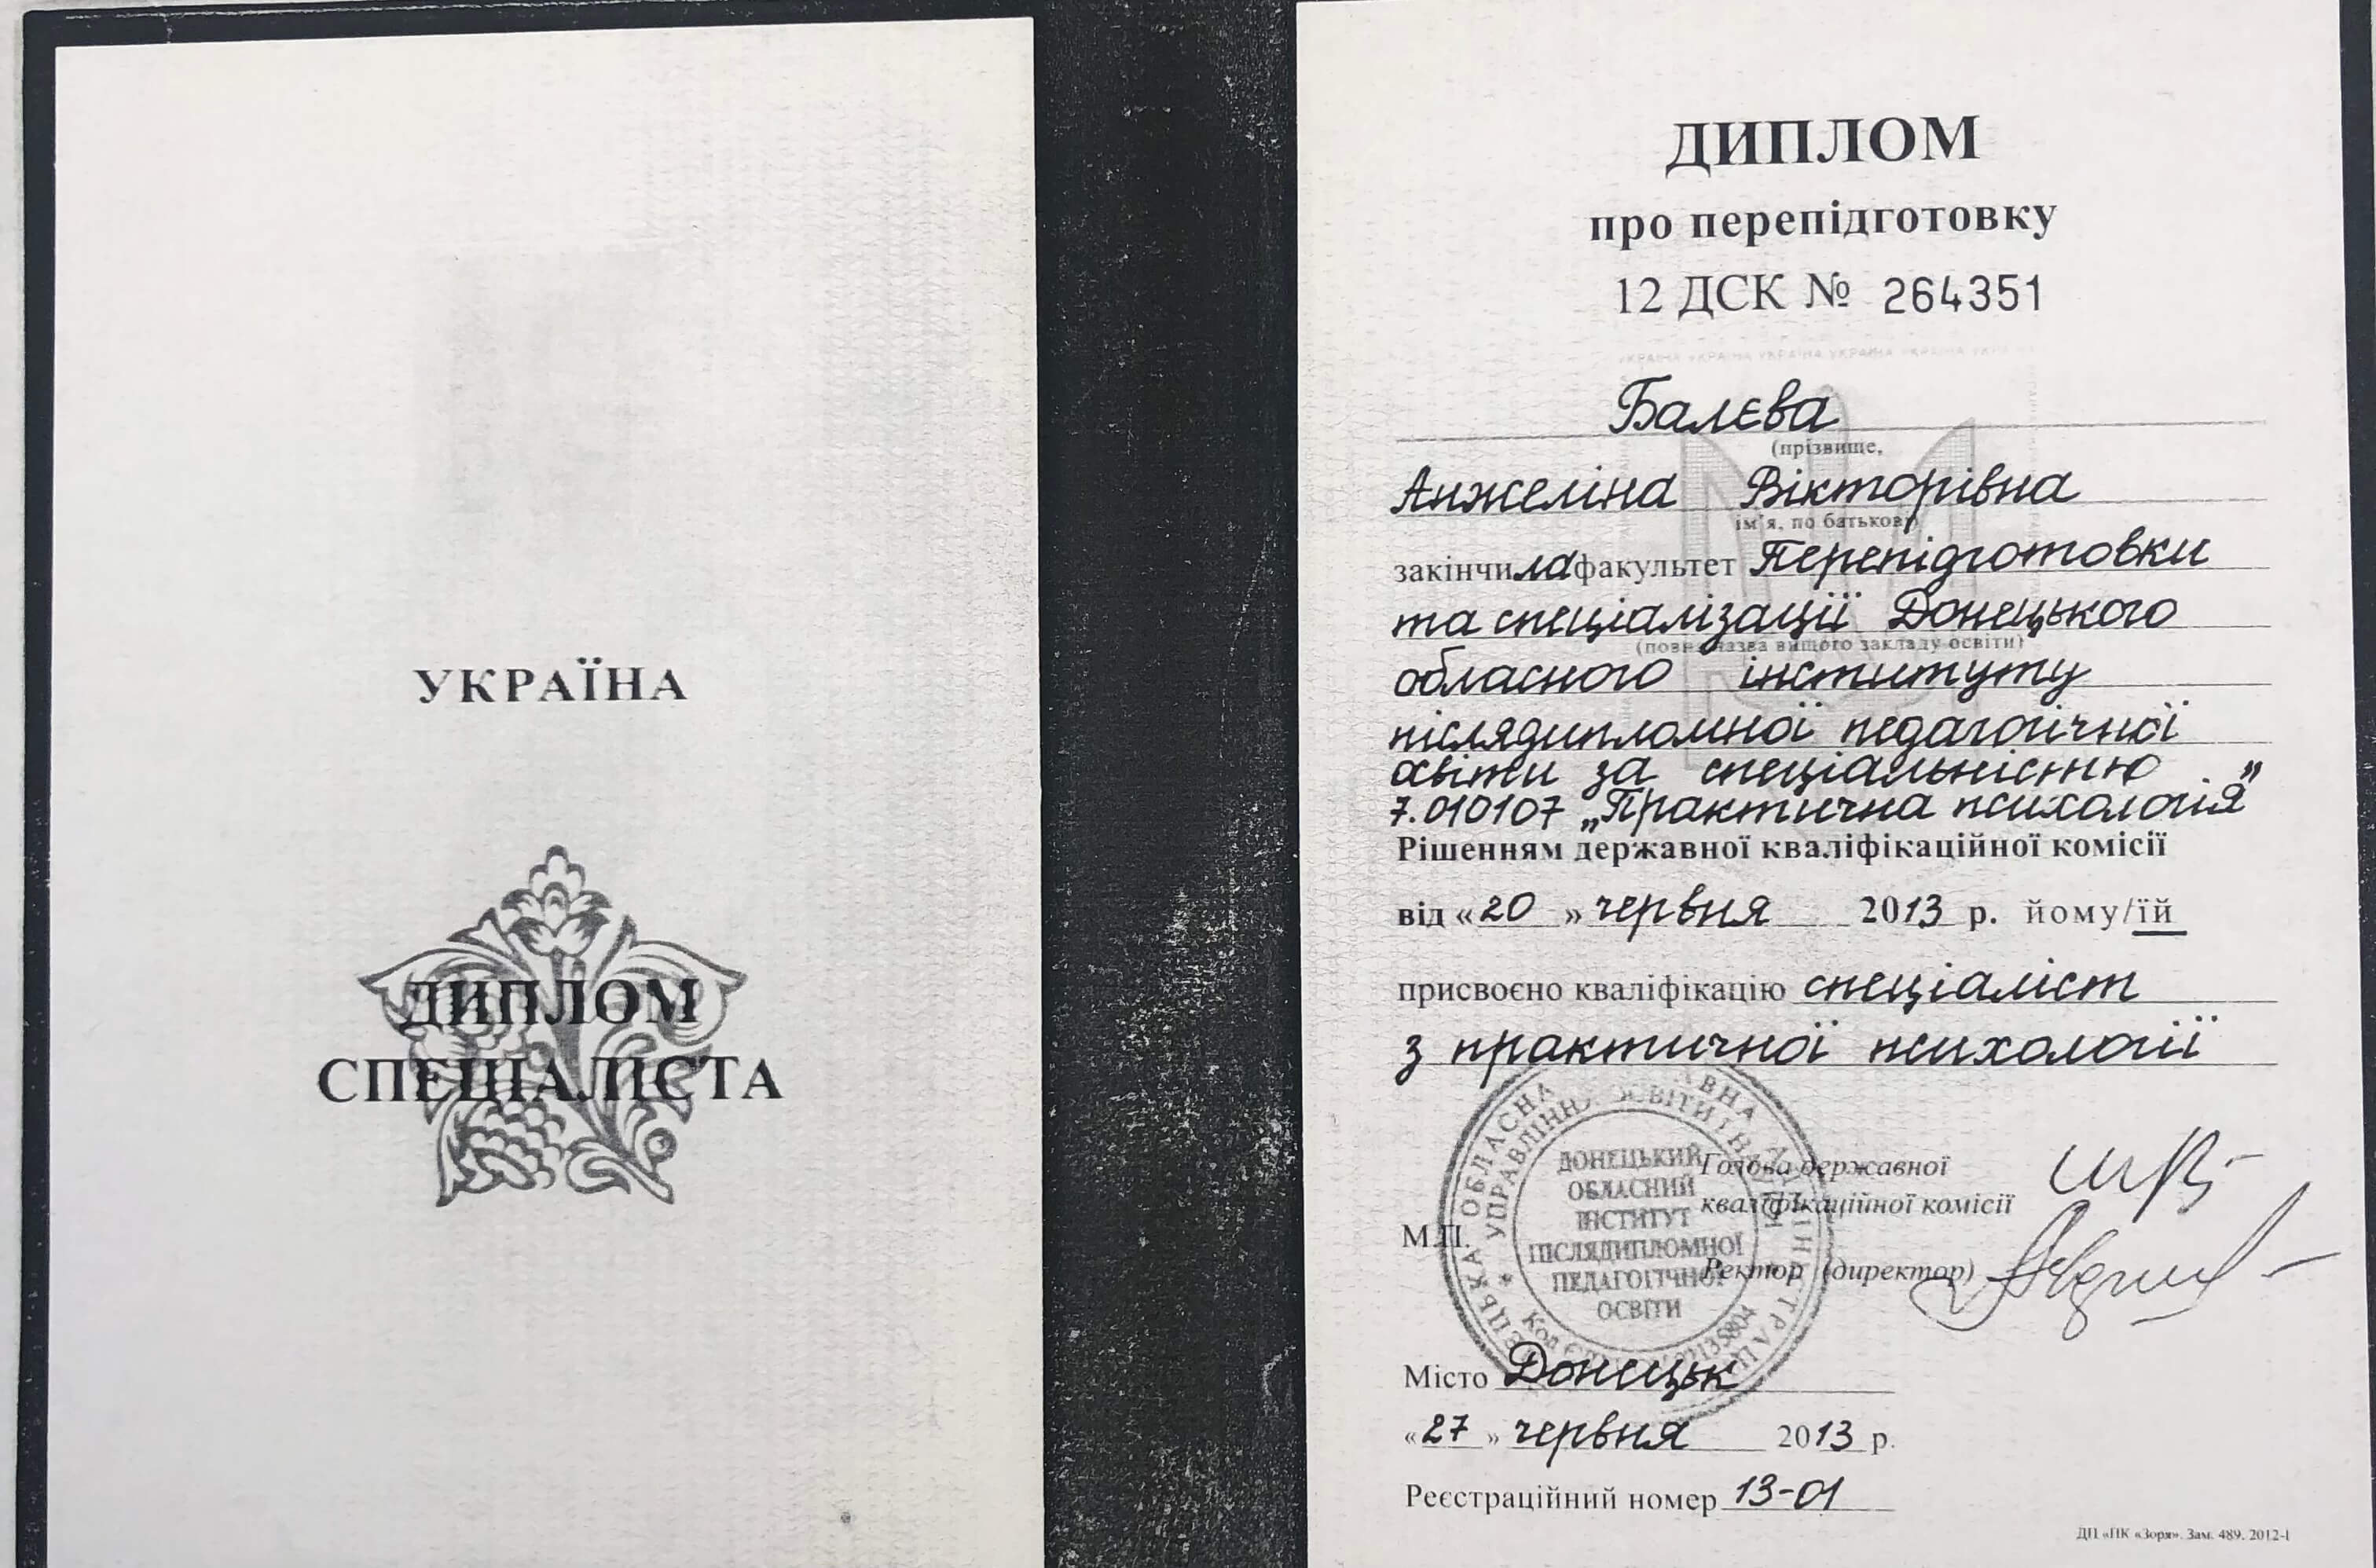 УКРАЇНА
ДИПЛОМ
СПЕЦІАЛІСТА
ДИПЛОМ
про перепідготовку
12 ДСК № 264351
Балєва
(прізвище,
Анжеліна Вікторівна
ім'я, по батькові)
закінчила факультет Перепідготовки
та спеціалізації Донецького
(повна назва вищого закладу освіти)
обласного інституту
післядипломної педагогічної
освіти за спеціальністю
7.010107 „Практична психологія”
Рішенням державної кваліфікаційної комісії
від «20» червня 2013 р. йому/їй
присвоєно кваліфікацію спеціаліст
з практичної психології
ДОНЕЦЬКИЙ
ОБЛАСНИЙ
ІНСТИТУТ
ПІСЛЯДИПЛОМНОЇ
ПЕДАГОГІЧНОЇ
ОСВІТИ
Голова державної
кваліфікаційної комісії
М.П.
Ректор (директор)
Місто Донецьк
«27» червня 2013 р.
Реєстраційний номер 13-01
ДП «ПК «Зоря». Зам. 489. 2012-І